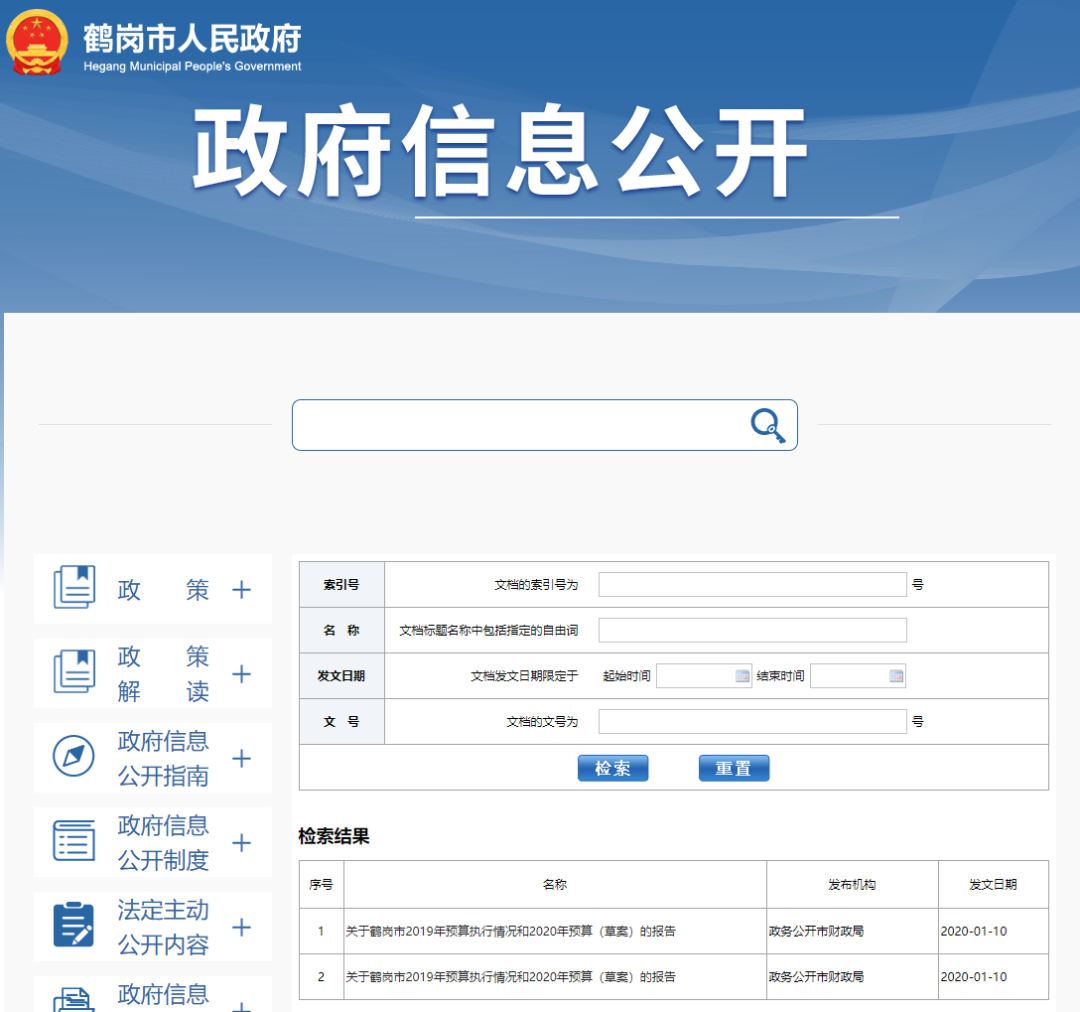 鹤岗市人民政府
Hegang Municipal People's Government
政府信息公开
政 策 +
政 策
解 读 +
政府信息
公开指南 +
政府信息
公开制度 +
法定主动
公开内容 +
政府信息
索引号 文档的索引号为 号
名 称 文档标题名称中包括指定的自由词
发文日期 文档发文日期限定于 起始时间 结束时间
文 号 文档的文号为 号
检索 重置
检索结果
序号 名称 发布机构 发文日期
1 关于鹤岗市2019年预算执行情况和2020年预算（草案）的报告 政务公开市财政局 2020-01-10
2 关于鹤岗市2019年预算执行情况和2020年预算（草案）的报告 政务公开市财政局 2020-01-10